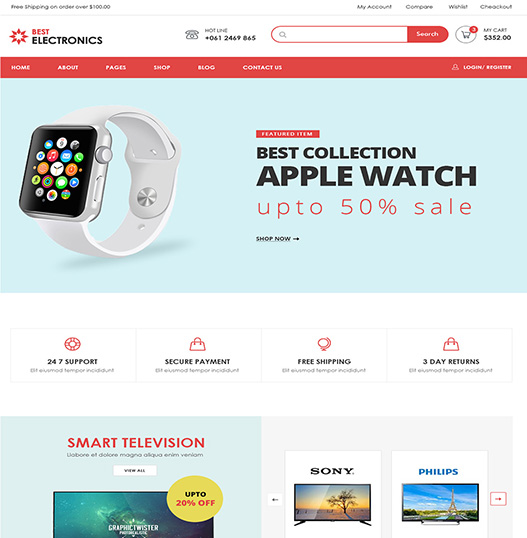 Free Shipping on order over $100.00
My Account Compare Wishlist Cheackout
BEST
ELECTRONICS
HOT LINE
+061 2469 865
Search
3
MY CART
$352.00
HOME ABOUT PAGES SHOP BLOG CONTACT US LOGIN/ REGISTER
FEATURED ITEM
BEST COLLECTION
APPLE WATCH
upto 50% sale
SHOP NOW
24 7 SUPPORT
Elit eiusmod tempor incididunt
SECURE PAYMENT
Elit eiusmod tempor incididunt
FREE SHIPPING
Elit eiusmod tempor incididunt
3 DAY RETURNS
Elit eiusmod tempor incididunt
SMART TELEVISION
Liabore et dolore magna aliqua enim veniam
VIEW ALL
UPTO
20% OFF
GRAPHICTWISTER
PHOTOREALISTIC
SONY
PHILIPS